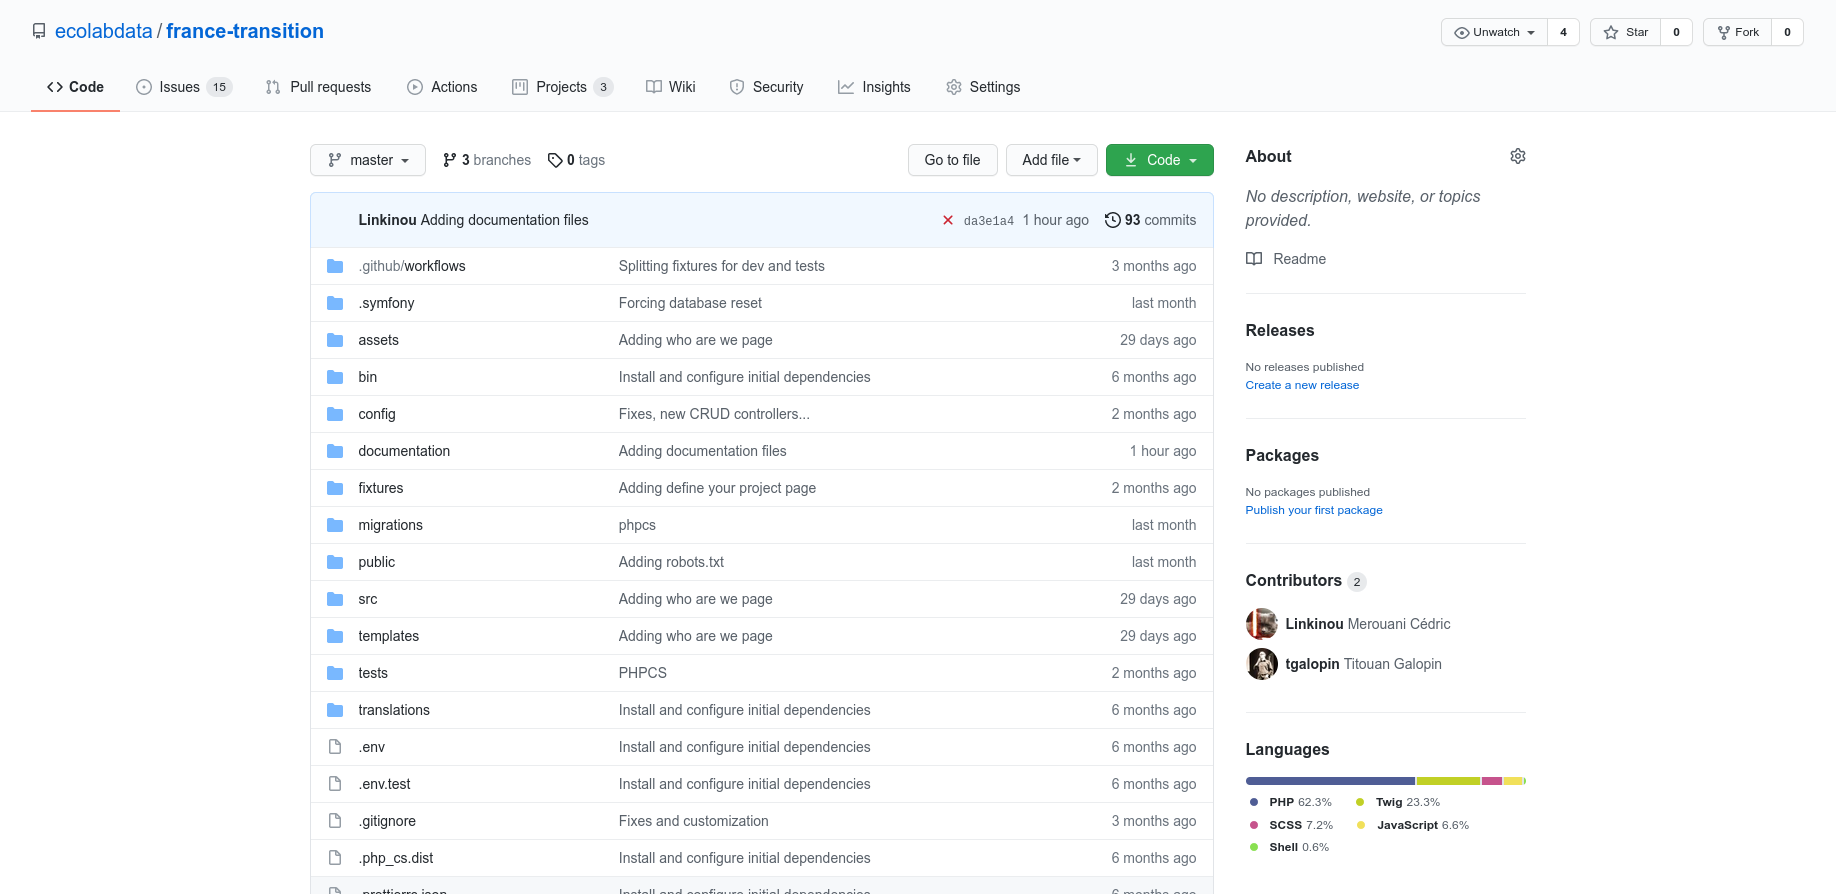 ecolabdata / france-transition
Unwatch 4 Star 0 Fork 0
Code Issues 15 Pull requests Actions Projects 3 Wiki Security Insights Settings
master 3 branches 0 tags Go to file Add file Code
Linkinou Adding documentation files da3e1a4 1 hour ago 93 commits
.github/workflows Splitting fixtures for dev and tests 3 months ago
.symfony Forcing database reset last month
assets Adding who are we page 29 days ago
bin Install and configure initial dependencies 6 months ago
config Fixes, new CRUD controllers... 2 months ago
documentation Adding documentation files 1 hour ago
fixtures Adding define your project page 2 months ago
migrations phpcs last month
public Adding robots.txt last month
src Adding who are we page 29 days ago
templates Adding who are we page 29 days ago
tests PHPCS 2 months ago
translations Install and configure initial dependencies 6 months ago
.env Install and configure initial dependencies 6 months ago
.env.test Install and configure initial dependencies 6 months ago
.gitignore Fixes and customization 3 months ago
.php_cs.dist Install and configure initial dependencies 6 months ago
.prettierrc.json Install and configure initial dependencies 6 months ago
About
No description, website, or topics
provided.
Readme
Releases
No releases published
Create a new release
Packages
No packages published
Publish your first package
Contributors 2
Linkinou Merouani Cédric
tgalopin Titouan Galopin
Languages
PHP 62.3% Twig 23.3%
SCSS 7.2% JavaScript 6.6%
Shell 0.6%